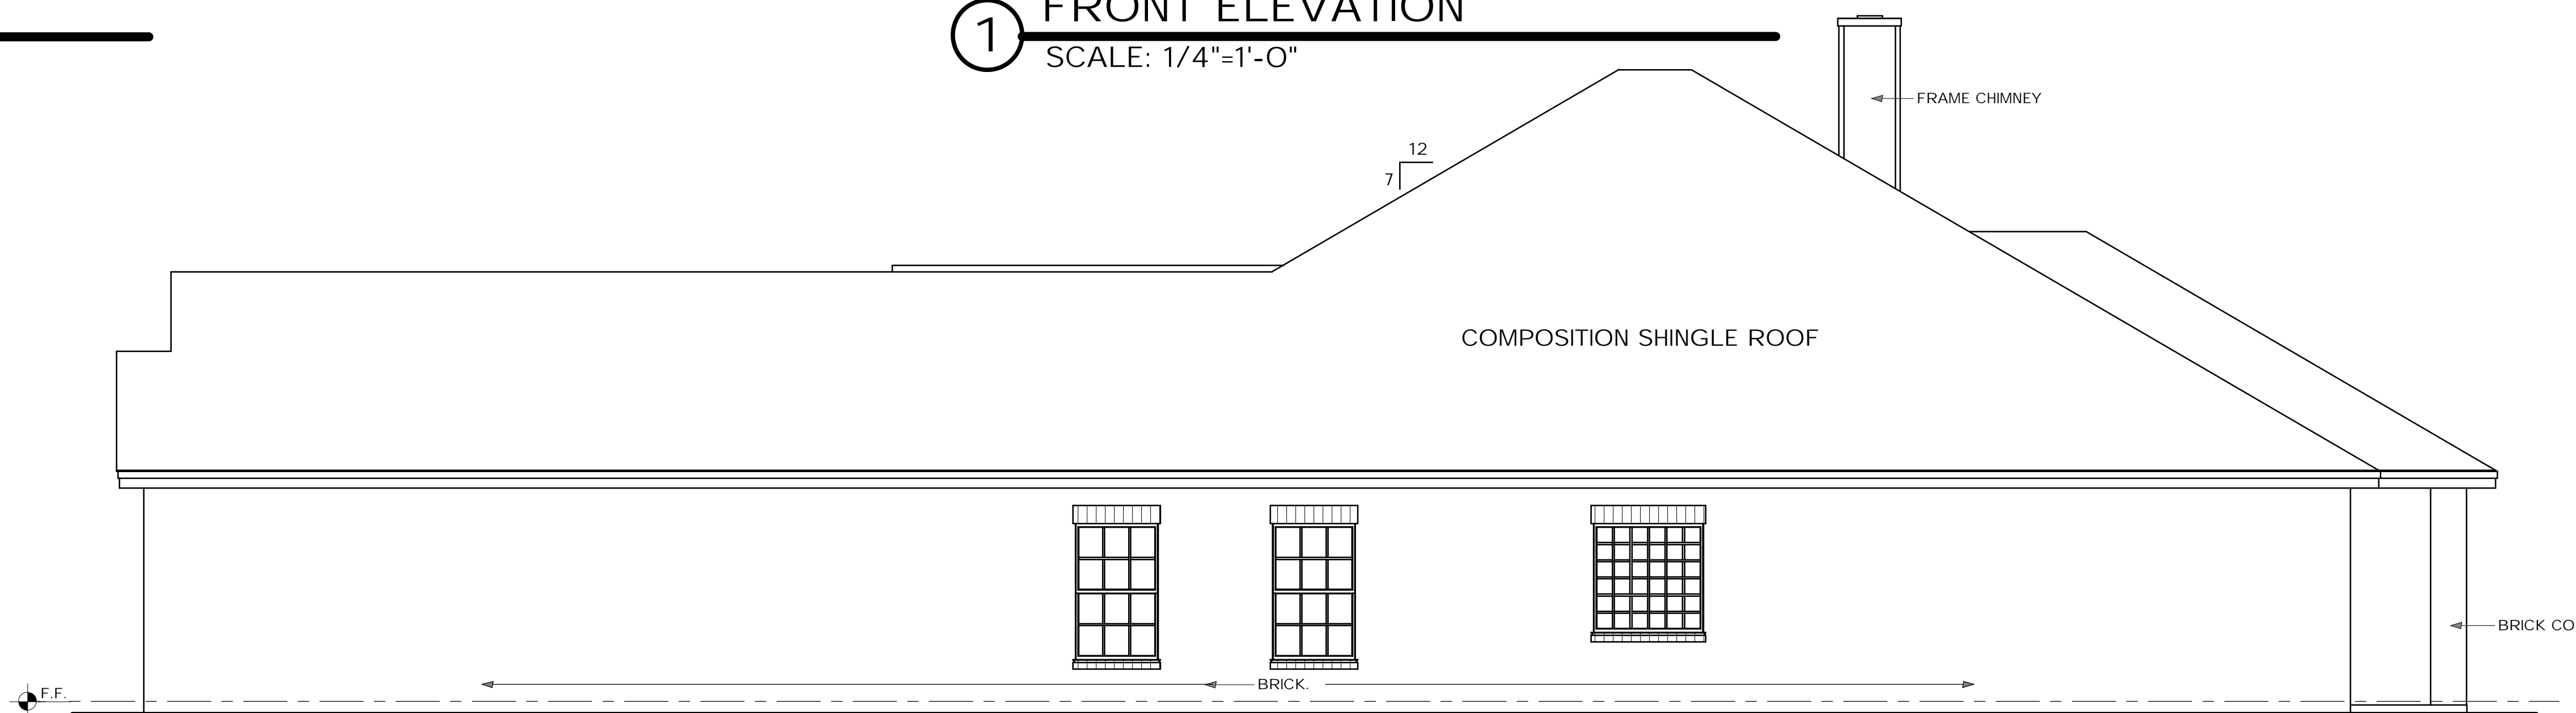 FRONT ELEVATION
1
SCALE: 1/4"=1'-0"
FRAME CHIMNEY
12
7
COMPOSITION SHINGLE ROOF
BRICK CO
BRICK.
F.F.